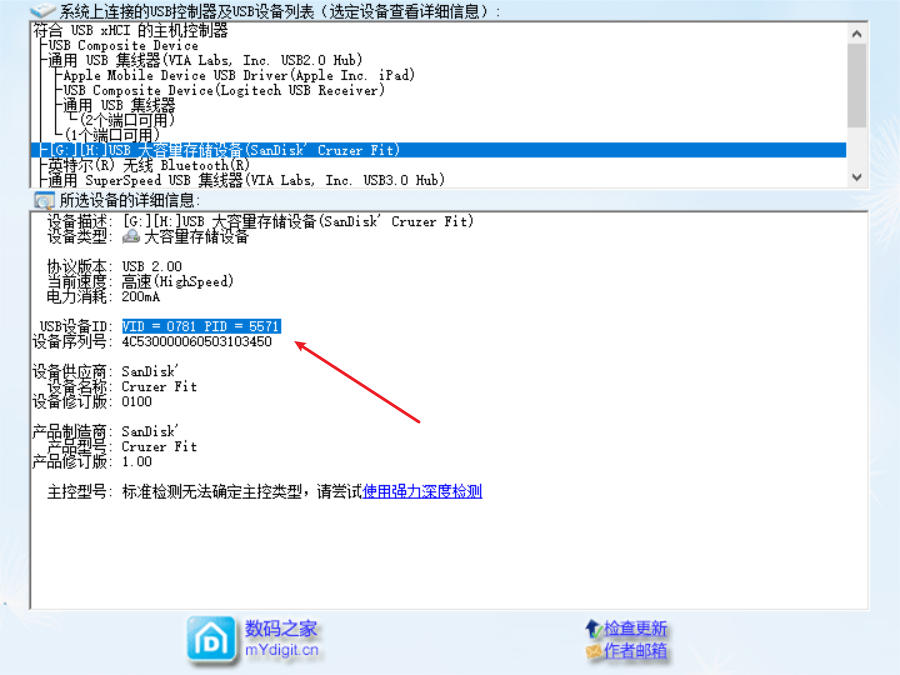 系统上连接的USB控制器及USB设备列表（选定设备查看详细信息）:
符合 USB xHCI 的主机控制器
USB Composite Device
通用 USB 集线器(VIA Labs, Inc. USB2.0 Hub)
Apple Mobile Device USB Driver(Apple Inc. iPad)
USB Composite Device(Logitech USB Receiver)
通用 USB 集线器
(2个端口可用)
(1个端口可用)
[G:][H:]USB 大容量存储设备(SanDisk' Cruzer Fit)
英特尔(R) 无线 Bluetooth(R)
通用 SuperSpeed USB 集线器(VIA Labs, Inc. USB3.0 Hub)
所选设备的详细信息:
设备描述: [G:][H:]USB 大容量存储设备(SanDisk' Cruzer Fit)
设备类型: 大容量存储设备
协议版本: USB 2.00
当前速度: 高速(HighSpeed)
电力消耗: 200mA
USB设备ID: VID = 0781 PID = 5571
设备序列号: 4C530000060503103450
设备供应商: SanDisk'
设备名称: Cruzer Fit
设备修订版: 0100
产品制造商: SanDisk'
产品型号: Cruzer Fit
产品修订版: 1.00
主控型号: 标准检测无法确定主控类型，请尝试使用强力深度检测
数码之家
mYdigit.cn
检查更新
作者邮箱